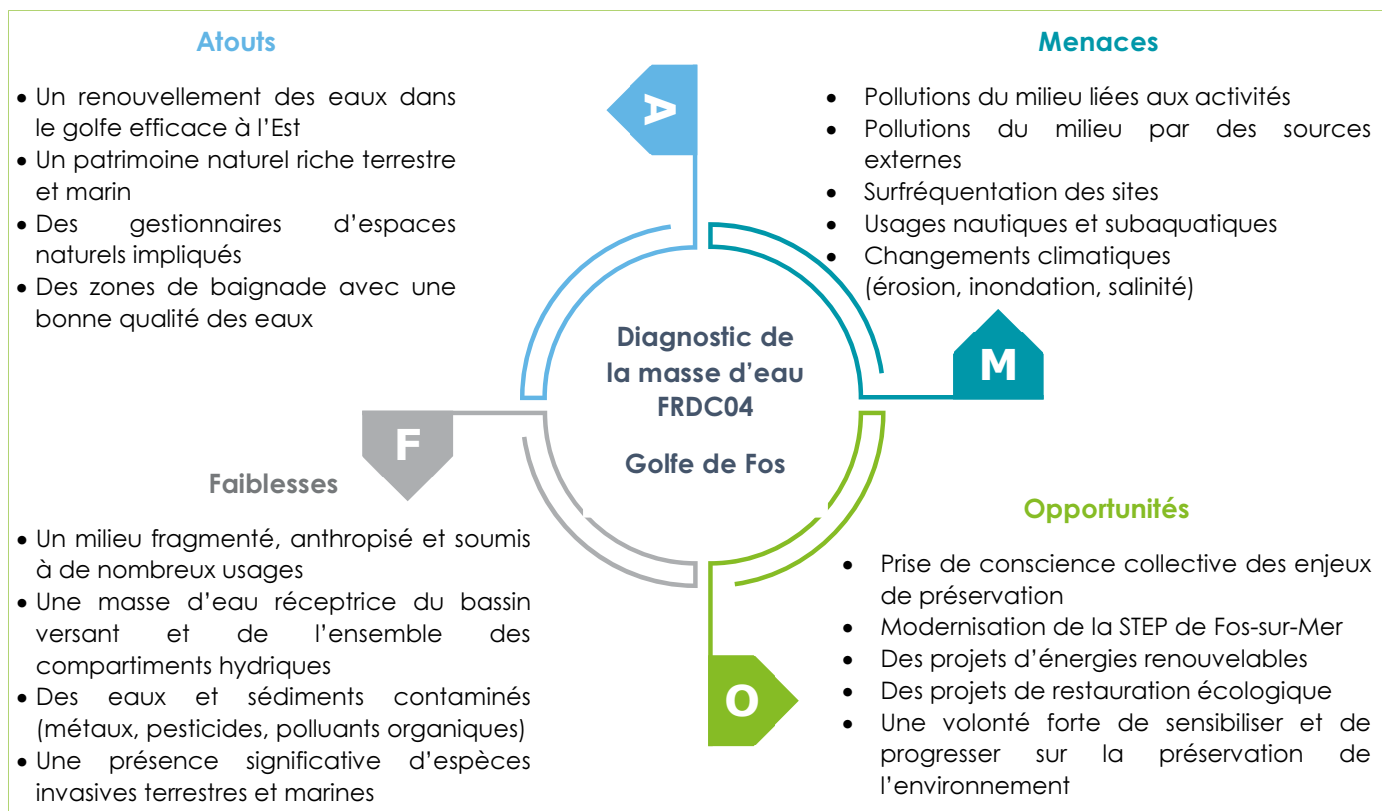 Atouts
• Un renouvellement des eaux dans
le golfe efficace à l'Est
• Un patrimoine naturel riche terrestre
et marin
• Des gestionnaires d'espaces
naturels impliqués
• Des zones de baignade avec une
bonne qualité des eaux
A
Menaces
• Pollutions du milieu liées aux activités
• Pollutions du milieu par des sources
externes
• Surfréquentation des sites
• Usages nautiques et subaquatiques
• Changements climatiques
(érosion, inondation, salinité)
M
Diagnostic de
la masse d'eau
FRDC04
Golfe de Fos
F
Faiblesses
• Un milieu fragmenté, anthropisé et soumis
à de nombreux usages
• Une masse d'eau réceptrice du bassin
versant et de l'ensemble des
compartiments hydriques
• Des eaux et sédiments contaminés
(métaux, pesticides, polluants organiques)
• Une présence significative d'espèces
invasives terrestres et marines
O
Opportunités
• Prise de conscience collective des enjeux
de préservation
• Modernisation de la STEP de Fos-sur-Mer
• Des projets d'énergies renouvelables
• Des projets de restauration écologique
• Une volonté forte de sensibiliser et de
progresser sur la préservation de
l'environnement